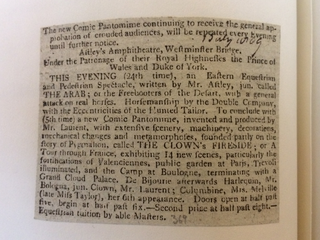 The new Comic Pantomime continuing to receive the general ap-
probation of crowded audiences, will be repeated every evening
until further notice.
Astley's Amphitheatre, Westminster Bridge.
Under the Patronage of their Royal Highnesses the Prince of
Wales and Duke of York.
THIS EVENING (24th time), an Eastern Equestrian
and Pedestrian Spectacle, written by Mr. Astley, jun. called
The ARAB; or the Freebooters of the Desart, with a general
attack on real horses. Horsemanship by the Double Company,
with the Eccentricities of the Hunted Tailor. To conclude with
(5th time) a new Comic Pantomime, invented and produced by
Mr. Laurent, with extensive scenery, machinery, decorations,
mechanical changes and metamorphoses, founded partly on the
story of Pygmalion, called THE CLOWN's FIRESIDE; or A
Tour through France, exhibiting 14 new scenes, particularly the
fortifications of Valenciennes, public garden at Paris, Tivoli
illuminated, and the Camp at Boulogne, terminating with a
Grand Cloud Palace. De Bijoutie afterwards Harlequin, Mr.
Bologna, jun. Clown, Mr. Laurent; Columbine, Mrs. Melville
(late Miss Taylor), her 6th appearance. Doors open at half past
five, begin at half past six.—Second price at half past eight.—
Equestrian tuition by able Masters.